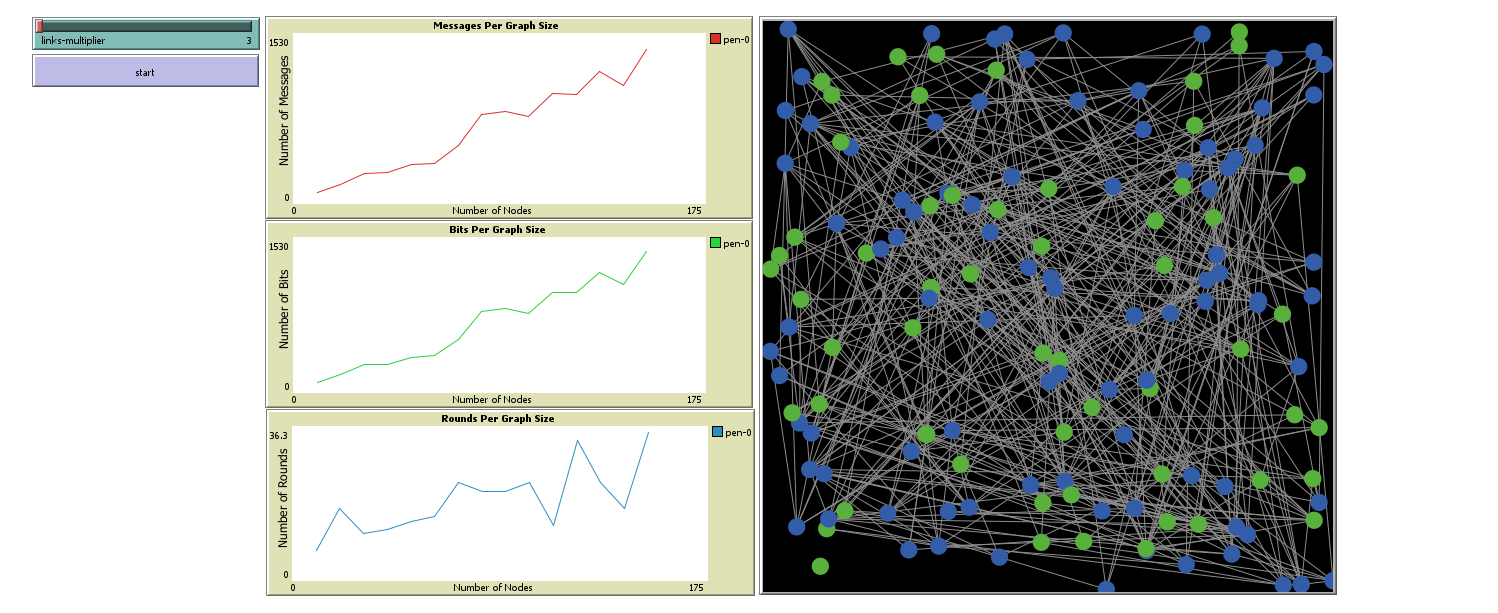 links-multiplier 3
start
Messages Per Graph Size
1530
Number of Messages
0
0 Number of Nodes 175
pen-0
Bits Per Graph Size
1530
Number of Bits
0
0 Number of Nodes 175
pen-0
Rounds Per Graph Size
36.3
Number of Rounds
0
0 Number of Nodes 175
pen-0